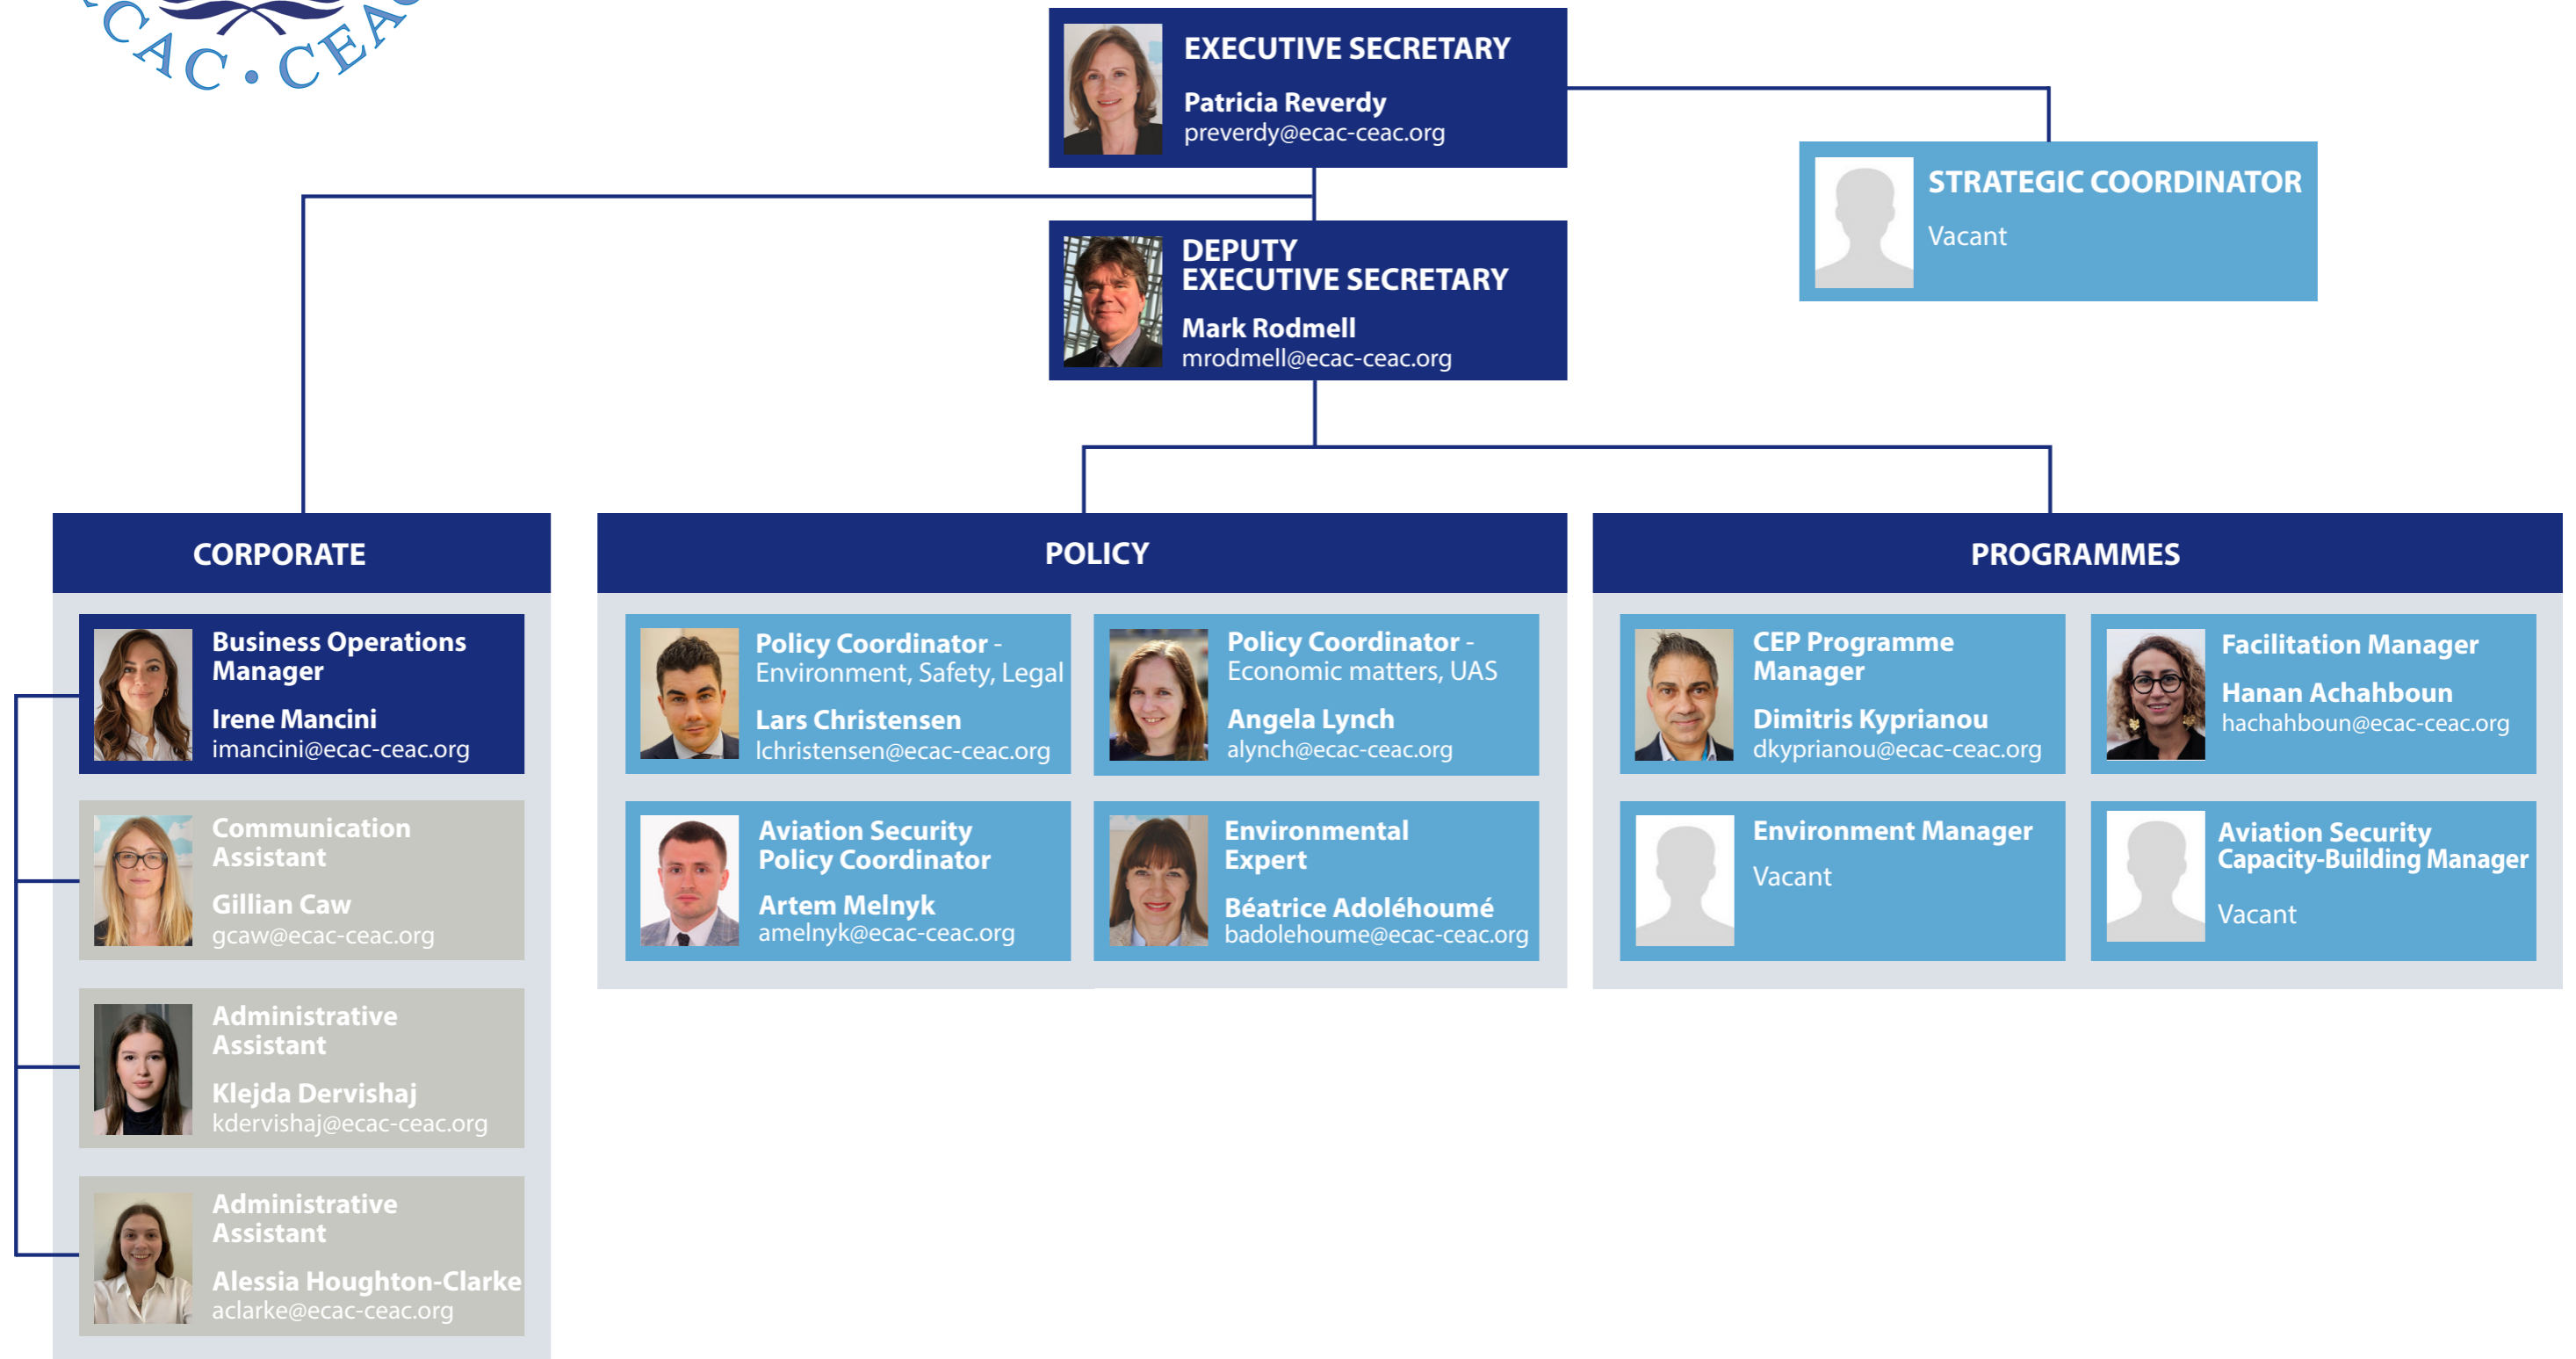 ECAC • CEAC
EXECUTIVE SECRETARY
Patricia Reverdy
preverdy@ecac-ceac.org
STRATEGIC COORDINATOR
Vacant
DEPUTY
EXECUTIVE SECRETARY
Mark Rodmell
mrodmell@ecac-ceac.org
CORPORATE
Business Operations
Manager
Irene Mancini
imancini@ecac-ceac.org
Communication
Assistant
Gillian Caw
gcaw@ecac-ceac.org
Administrative
Assistant
Klejda Dervishaj
kdervishaj@ecac-ceac.org
Administrative
Assistant
Alessia Houghton-Clarke
aclarke@ecac-ceac.org
POLICY
Policy Coordinator -
Environment, Safety, Legal
Lars Christensen
lchristensen@ecac-ceac.org
Policy Coordinator -
Economic matters, UAS
Angela Lynch
alynch@ecac-ceac.org
Aviation Security
Policy Coordinator
Artem Melnyk
amelnyk@ecac-ceac.org
Environmental
Expert
Béatrice Adoléhoumé
badolehoume@ecac-ceac.org
PROGRAMMES
CEP Programme
Manager
Dimitris Kyprianou
dkyprianou@ecac-ceac.org
Facilitation Manager
Hanan Achahboun
hachahboun@ecac-ceac.org
Environment Manager
Vacant
Aviation Security
Capacity-Building Manager
Vacant